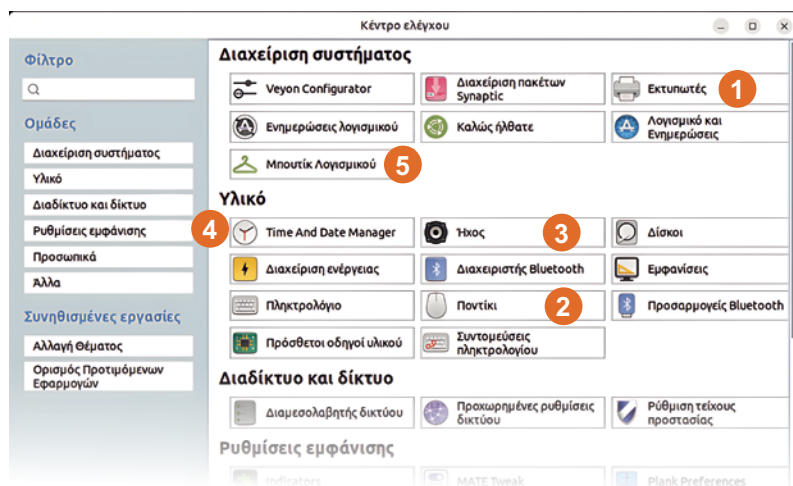 Κέντρο ελέγχου
Φίλτρο
Ομάδες
Διαχείριση συστήματος
Υλικό
Διαδίκτυο και δίκτυο
Ρυθμίσεις εμφάνισης
Προσωπικά
Άλλα
Συνηθισμένες εργασίες
Αλλαγή Θέματος
Ορισμός Προτιμόμενων
Εφαρμογών
Διαχείριση συστήματος
Veyon Configurator
Διαχείριση πακέτων
Synaptic
Εκτυπωτές
1
Ενημερώσεις λογισμικού
Καλώς ήλθατε
Λογισμικό και
Ενημερώσεις
Μπουτίκ Λογισμικού
5
Υλικό
4
Time And Date Manager
Ήχος
3
Δίσκοι
Διαχείριση ενέργειας
Διαχειριστής Bluetooth
Εμφανίσεις
Πληκτρολόγιο
Ποντίκι
2
Προσαρμογείς Bluetooth
Πρόσθετοι οδηγοί υλικού
Συντομεύσεις
πληκτρολογίου
Διαδίκτυο και δίκτυο
Διαμεσολαβητής δικτύου
Προχωρημένες ρυθμίσεις
δικτύου
Ρύθμιση τείχους
προστασίας
Ρυθμίσεις εμφάνισης
Indicators
MATE Tweak
Plank Preferences